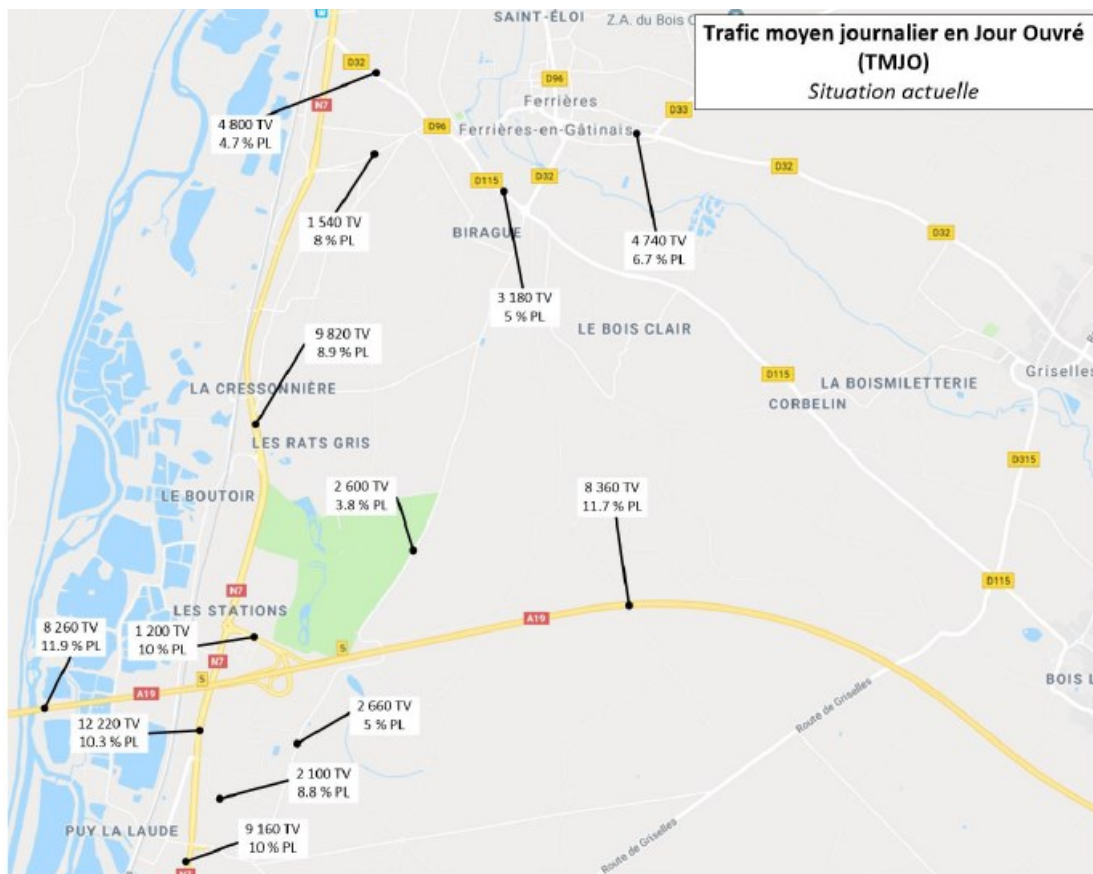 SAINT-ÉLOI
Z.A. du Bois
Trafic moyen journalier en Jour Ouvré
(TMJO)
Situation actuelle
D32
D96
N7
Ferrières
D33
4 800 TV
4.7 % PL
D96
Ferrières-en-Gâtinais
D115
D32
D32
1 540 TV
8 % PL
BIRAGUE
4 740 TV
6.7 % PL
D32
3 180 TV
5 % PL
9 820 TV
8.9 % PL
LE BOIS CLAIR
LA CRESSONNIÈRE
D115
LA BOISMILETTERIE
Griselles
CORBELIN
LES RATS GRIS
D315
LE BOUTOIR
2 600 TV
3.8 % PL
8 360 TV
11.7 % PL
N7
D115
LES STATIONS
A19
8 260 TV
11.9 % PL
1 200 TV
10 % PL
N7
S
S
A19
BOIS L
Route de Griselles
12 220 TV
10.3 % PL
2 660 TV
5 % PL
2 100 TV
8.8 % PL
PUY LA LAUDE
9 160 TV
10 % PL
Route de Griselles
N7